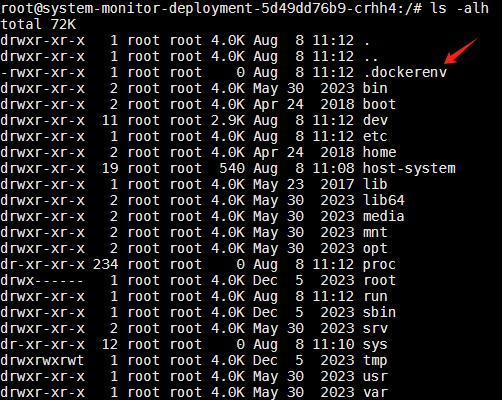 root@system-monitor-deployment-5d49dd76b9-crhh4:/# ls -alh
total 72K
drwxr-xr-x   1 root root 4.0K Aug  8 11:12 .
drwxr-xr-x   1 root root 4.0K Aug  8 11:12 ..
-rwxr-xr-x   1 root root    0 Aug  8 11:12 .dockerenv
drwxr-xr-x   2 root root 4.0K May 30  2023 bin
drwxr-xr-x   2 root root 4.0K Apr 24  2018 boot
drwxr-xr-x  11 root root 2.9K Aug  8 11:12 dev
drwxr-xr-x   1 root root 4.0K Aug  8 11:12 etc
drwxr-xr-x   2 root root 4.0K Apr 24  2018 home
drwxr-xr-x  19 root root  540 Aug  8 11:08 host-system
drwxr-xr-x   1 root root 4.0K May 23  2017 lib
drwxr-xr-x   2 root root 4.0K May 30  2023 lib64
drwxr-xr-x   2 root root 4.0K May 30  2023 media
drwxr-xr-x   2 root root 4.0K May 30  2023 mnt
drwxr-xr-x   2 root root 4.0K May 30  2023 opt
dr-xr-xr-x 234 root root    0 Aug  8 11:12 proc
drwx------   1 root root 4.0K Dec  5  2023 root
drwxr-xr-x   1 root root 4.0K Aug  8 11:12 run
drwxr-xr-x   1 root root 4.0K Dec  5  2023 sbin
drwxr-xr-x   2 root root 4.0K May 30  2023 srv
dr-xr-xr-x  12 root root    0 Aug  8 11:10 sys
drwxrwxrwt   1 root root 4.0K Dec  5  2023 tmp
drwxr-xr-x   1 root root 4.0K May 30  2023 usr
drwxr-xr-x   1 root root 4.0K May 30  2023 var